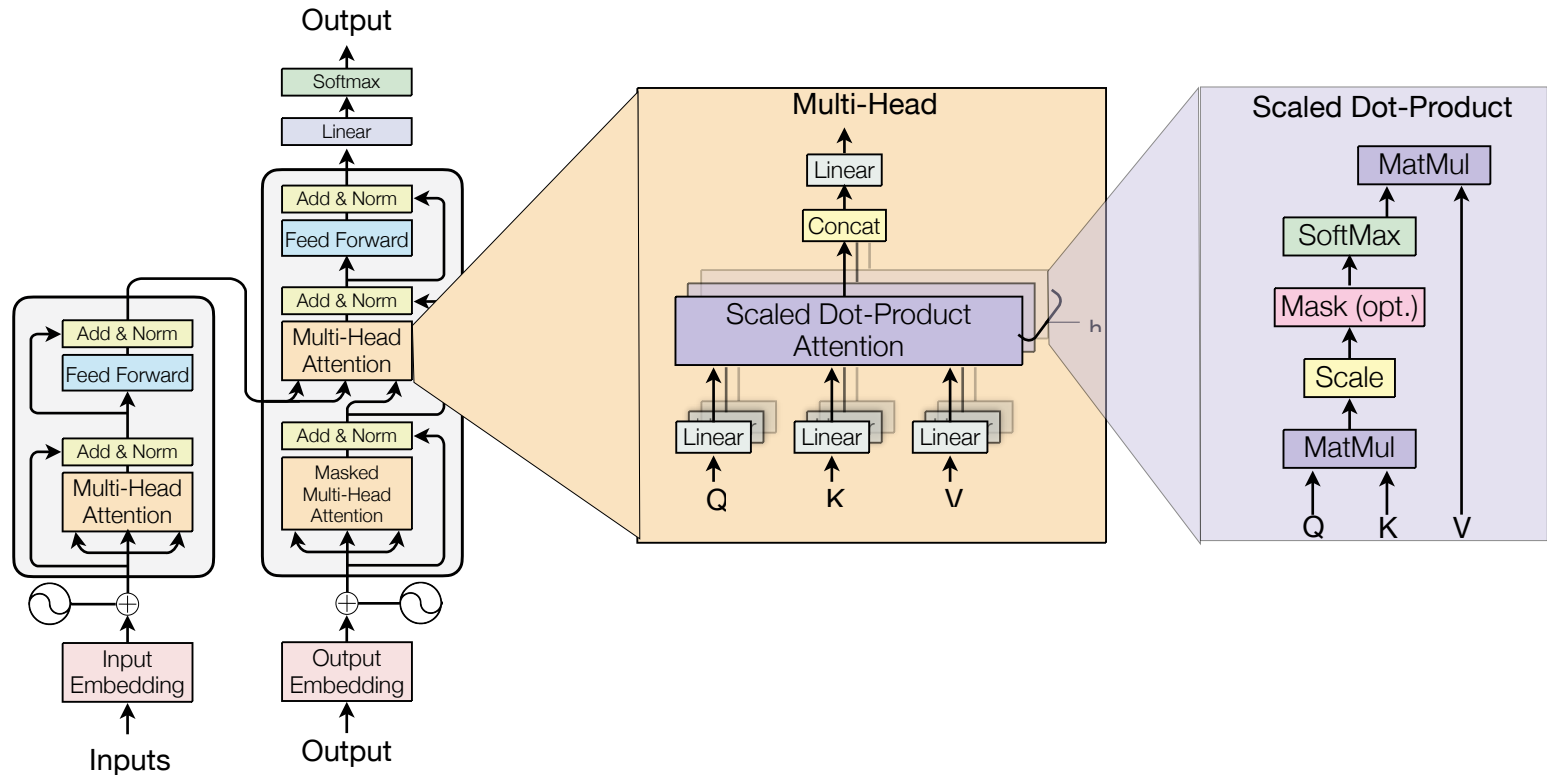 Output
Softmax
Linear
Add & Norm
Feed Forward
Add & Norm
Multi-Head
Attention
Add & Norm
Masked
Multi-Head
Attention
Output
Embedding
Output
Add & Norm
Feed Forward
Add & Norm
Multi-Head
Attention
Input
Embedding
Inputs
Multi-Head
Linear
Concat
Scaled Dot-Product
Attention
h
Linear
Linear
Linear
Q
K
V
Scaled Dot-Product
MatMul
SoftMax
Mask (opt.)
Scale
MatMul
Q
K
V